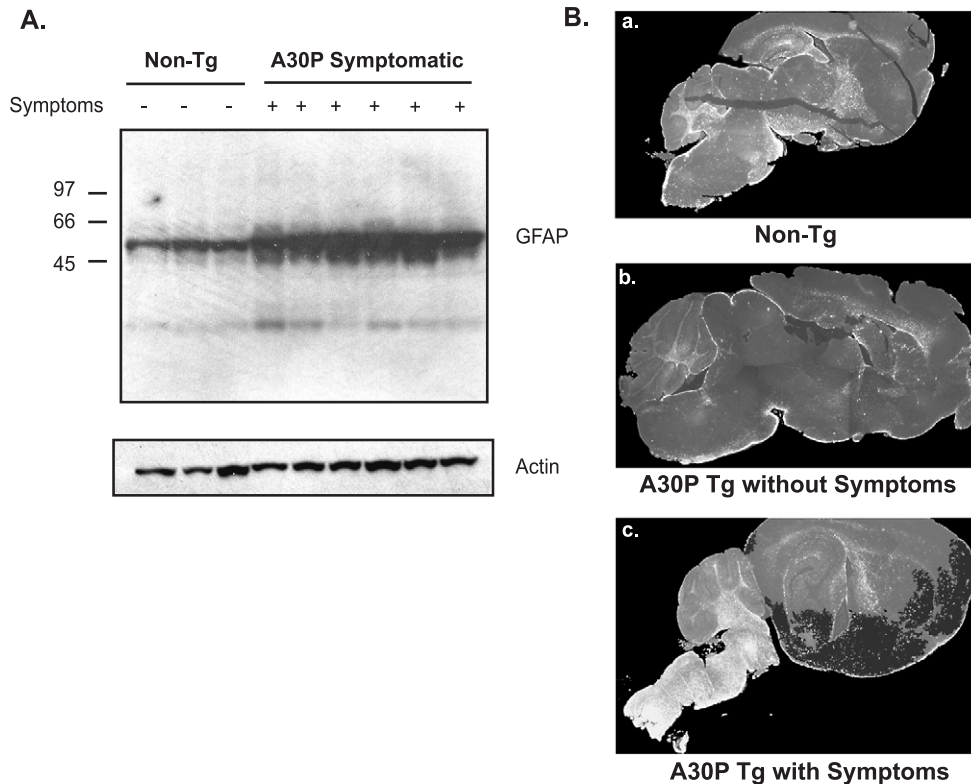 A.
Non-Tg
A30P Symptomatic
Symptoms - - - + + + + + +
97
66
45
GFAP
Actin
B.
a.
Non-Tg
b.
A30P Tg without Symptoms
c.
A30P Tg with Symptoms